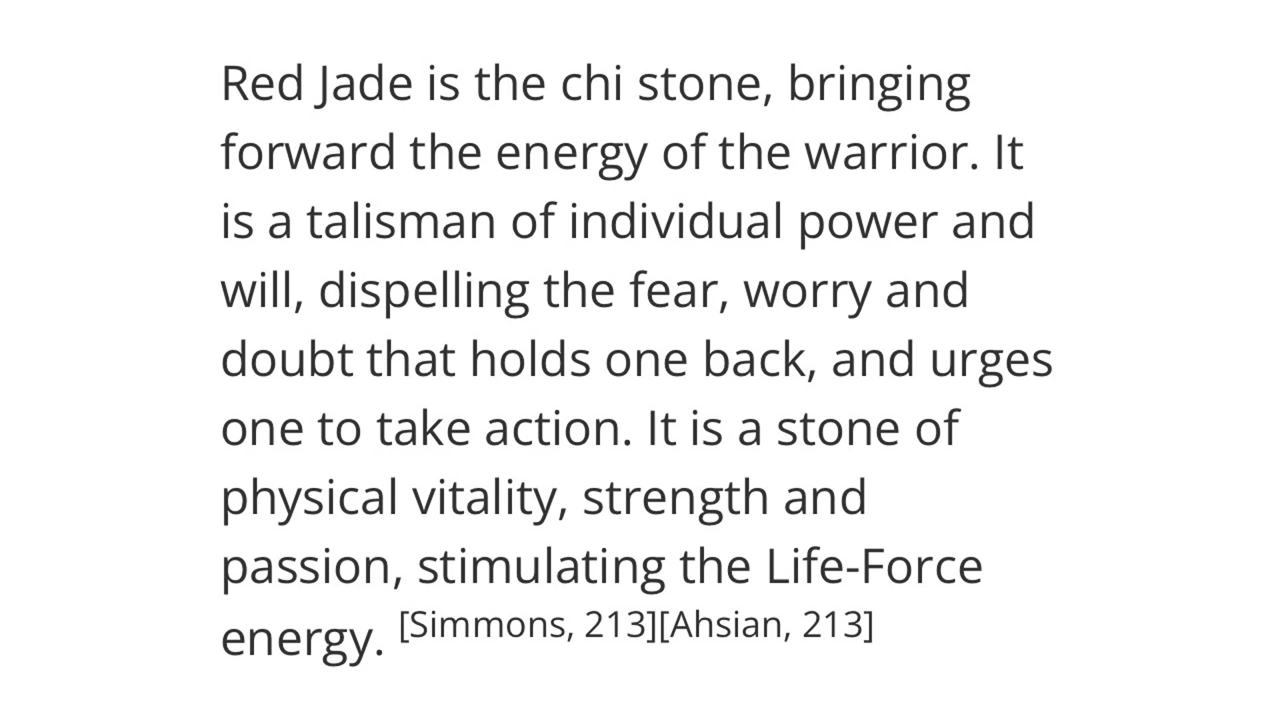 Red Jade is the chi stone, bringing
forward the energy of the warrior. It
is a talisman of individual power and
will, dispelling the fear, worry and
doubt that holds one back, and urges
one to take action. It is a stone of
physical vitality, strength and
passion, stimulating the Life-Force
energy. [Simmons, 213][Ahsian, 213]